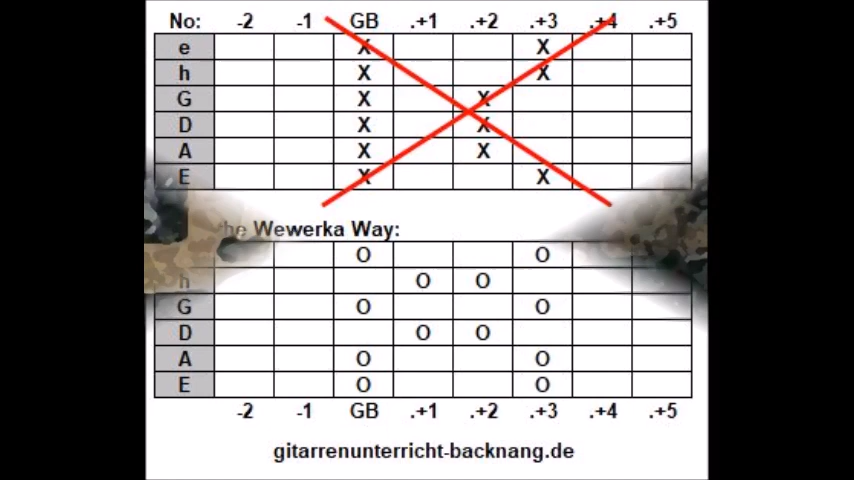 No: -2 -1 GB .+1 .+2 .+3 .+4 .+5
e X X
h X X
G X X
D X X
A X X
E X X
Wewerka Way:
O O
h O O
G O O
D O O
A O O
E O O
-2 -1 GB .+1 .+2 .+3 .+4 .+5
gitarrenunterricht-backnang.de